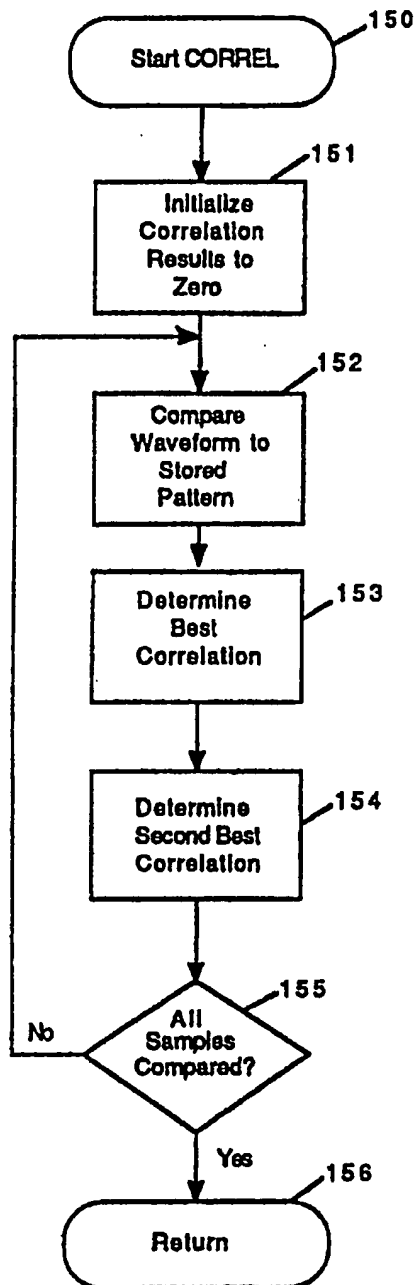 150
Start CORREL
151
Initialize
Correlation
Results to
Zero
152
Compare
Waveform to
Stored
Pattern
153
Determine
Best
Correlation
154
Determine
Second Best
Correlation
155
All
Samples
Compared?
No
Yes
156
Return